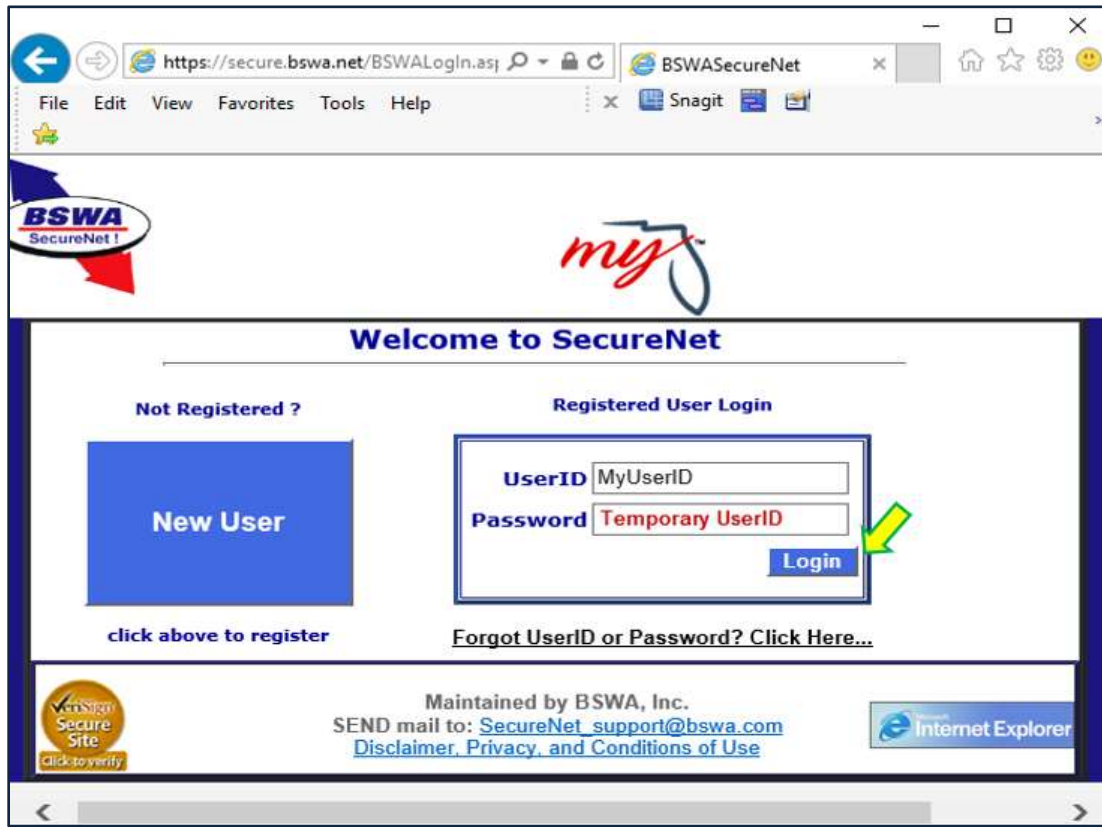 https://secure.bswa.net/BSWALogIn.asp
BSWASecureNet
File Edit View Favorites Tools Help
Snagit
BSWA
SecureNet !
my
Welcome to SecureNet
Not Registered ?
Registered User Login
New User
UserID MyUserID
Password Temporary UserID
Login
click above to register
Forgot UserID or Password? Click Here...
VeriSign
Secure
Site
Click to verify
Maintained by BSWA, Inc.
SEND mail to: SecureNet_support@bswa.com
Disclaimer, Privacy, and Conditions of Use
Microsoft
Internet Explorer